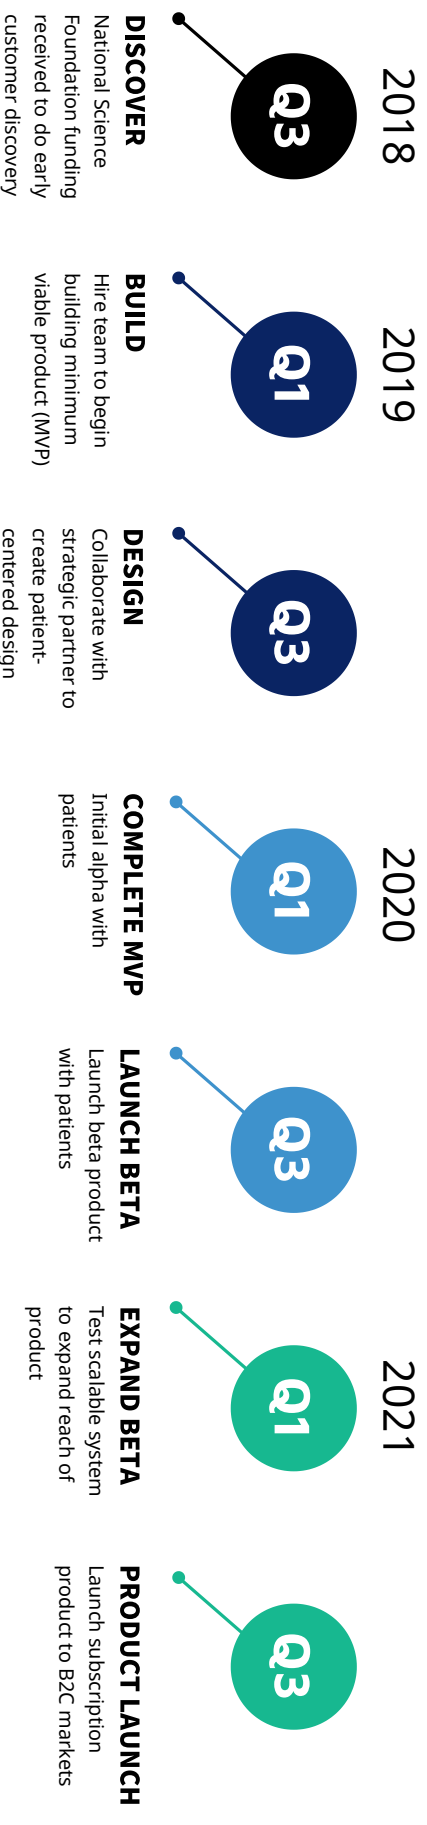 2018
Q3
DISCOVER
National Science
Foundation funding
received to do early
customer discovery
2019
Q1
BUILD
Hire team to begin
building minimum
viable product (MVP)
Q3
DESIGN
Collaborate with
strategic partner to
create patient-
centered design
2020
Q1
COMPLETE MVP
Initial alpha with
patients
Q3
LAUNCH BETA
Launch beta product
with patients
2021
Q1
EXPAND BETA
Test scalable system
to expand reach of
product
Q3
PRODUCT LAUNCH
Launch subscription
product to B2C markets